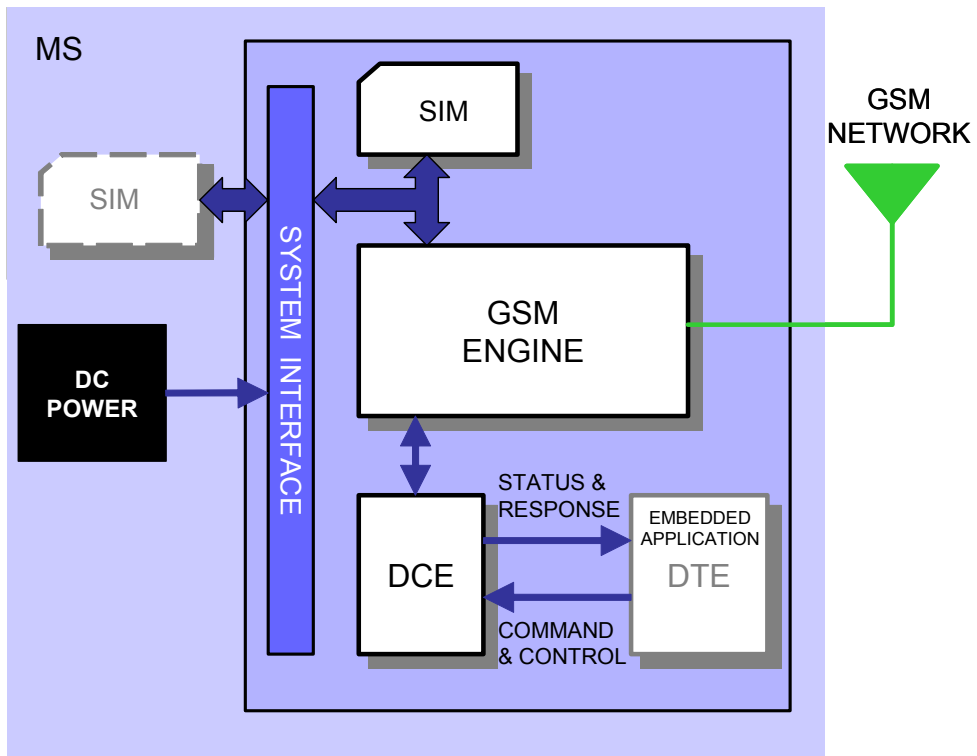 MS
SIM
GSM
NETWORK
SIM
SYSTEM INTERFACE
GSM
ENGINE
DC
POWER
STATUS &
RESPONSE
EMBEDDED
APPLICATION
DCE
DTE
COMMAND
& CONTROL